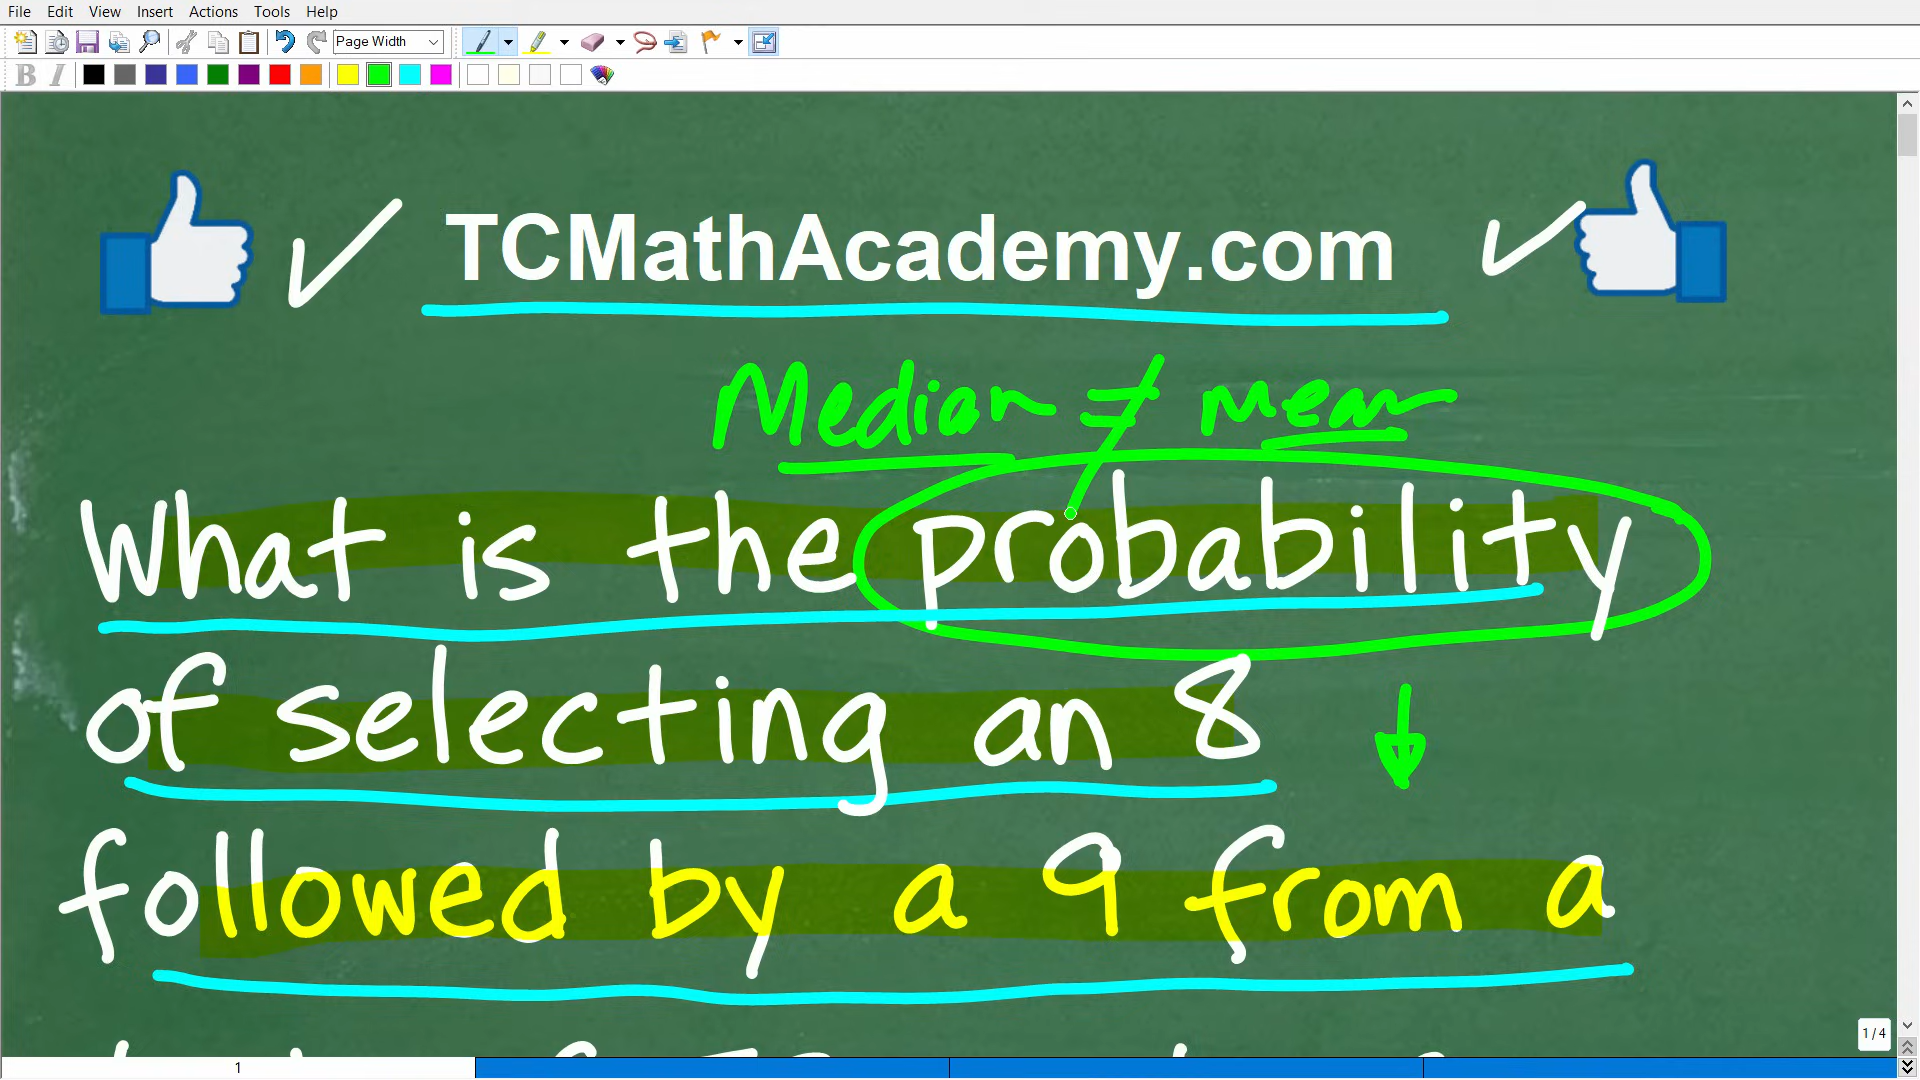 File Edit View Insert Actions Tools Help
Page Width
B I
TCMathAcademy.com
Median ≠ mean
What is the probability
of selecting an 8
followed by a 9 from a
1 / 4
1